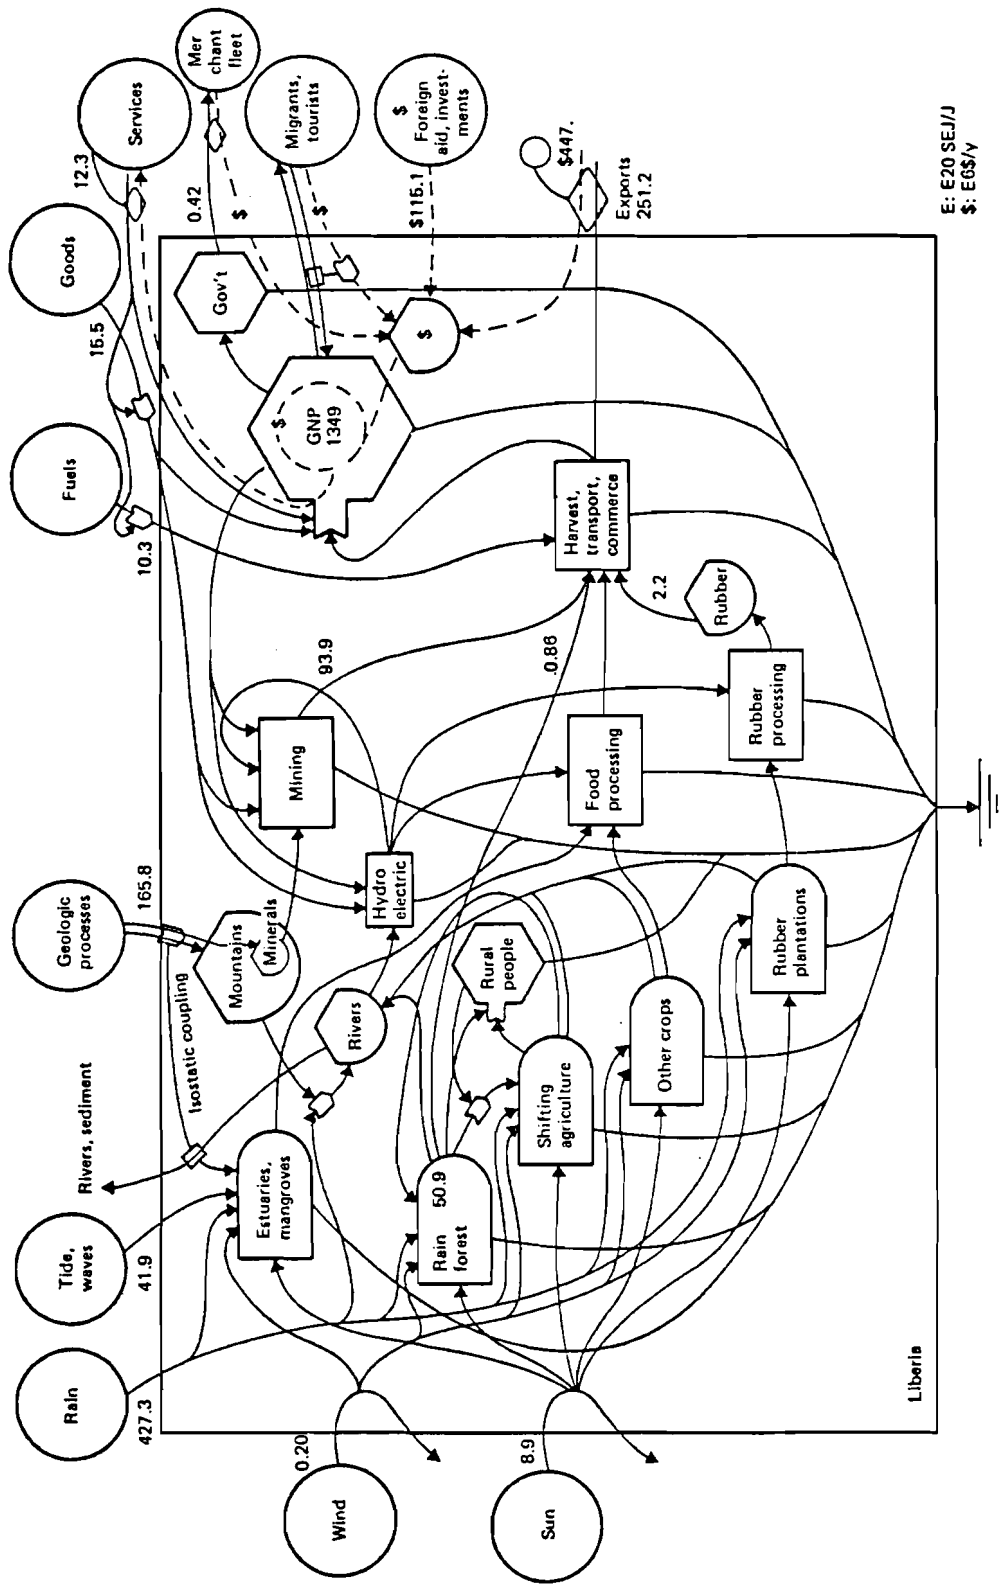 Sun
8.9
Wind
0.20
Rain
427.3
Tide,
waves
41.9
Rivers, sediment
Isostatic coupling
Geologic
processes
165.8
Fuels
10.3
Goods
15.5
Services
12.3
Mer
chant
fleet
0.42
$
Migrants,
tourists
$
$
Foreign
aid, invest-
ments
$115.1
$447.
Exports
251.2
Estuaries,
mangroves
Mountains
Minerals
Rivers
Rain
forest
50.9
Shifting
agriculture
Rural
people
Other crops
Rubber
plantations
Hydro
electric
Mining
93.9
Food
processing
.0.86
Rubber
processing
Rubber
2.2
Harvest,
transport,
commerce
$
GNP
1349
Gov't
$
Liberia
E: E20 SEJ/J
$: E6$/y